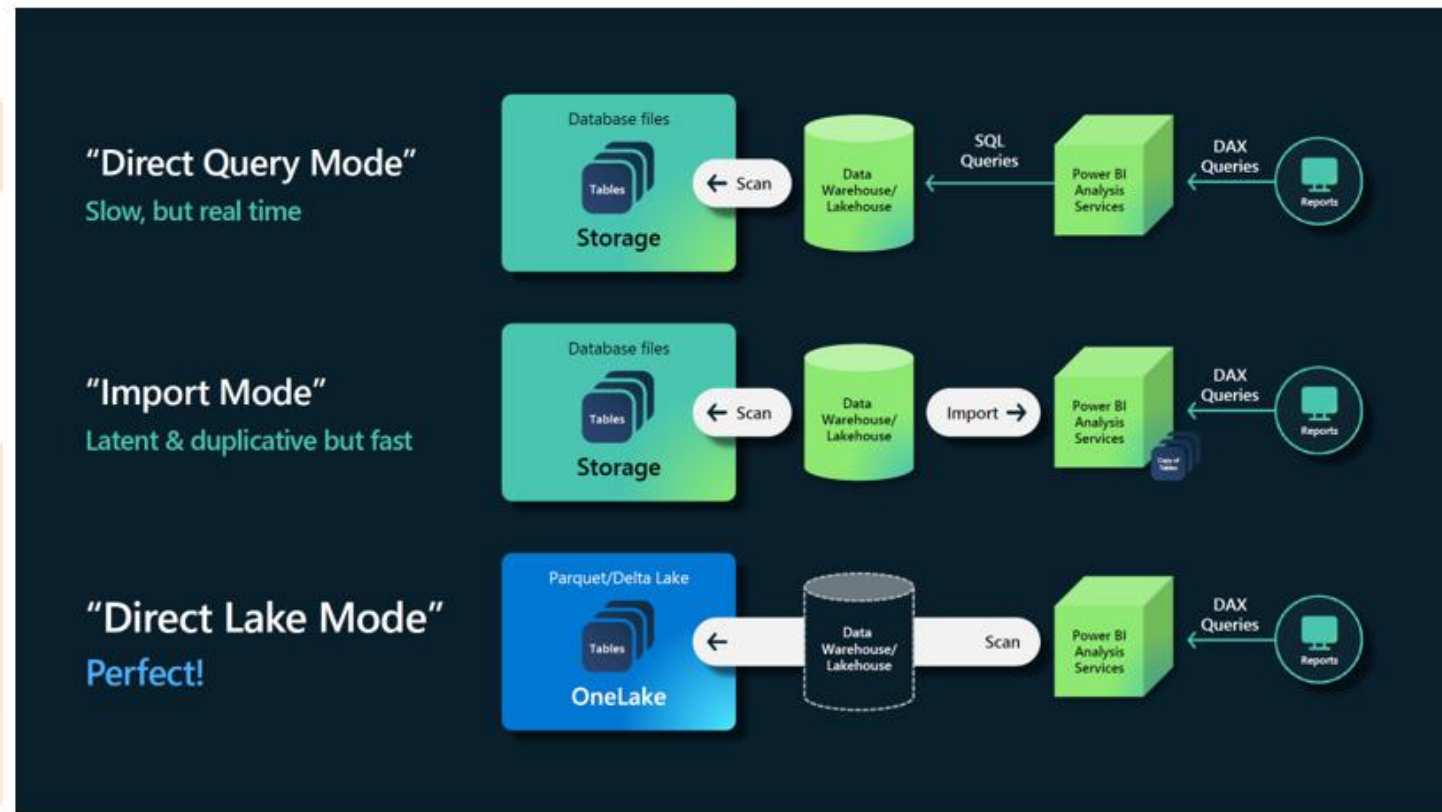 “Direct Query Mode”
Slow, but real time
Database files
Tables
Storage
← Scan
Data
Warehouse/
Lakehouse
SQL
Queries
Power BI
Analysis
Services
DAX
Queries
Reports
“Import Mode”
Latent & duplicative but fast
Database files
Tables
Storage
← Scan
Data
Warehouse/
Lakehouse
Import →
Power BI
Analysis
Services
Copy of
Tables
DAX
Queries
Reports
“Direct Lake Mode”
Perfect!
Parquet/Delta Lake
Tables
OneLake
←
Data
Warehouse/
Lakehouse
Scan
Power BI
Analysis
Services
DAX
Queries
Reports